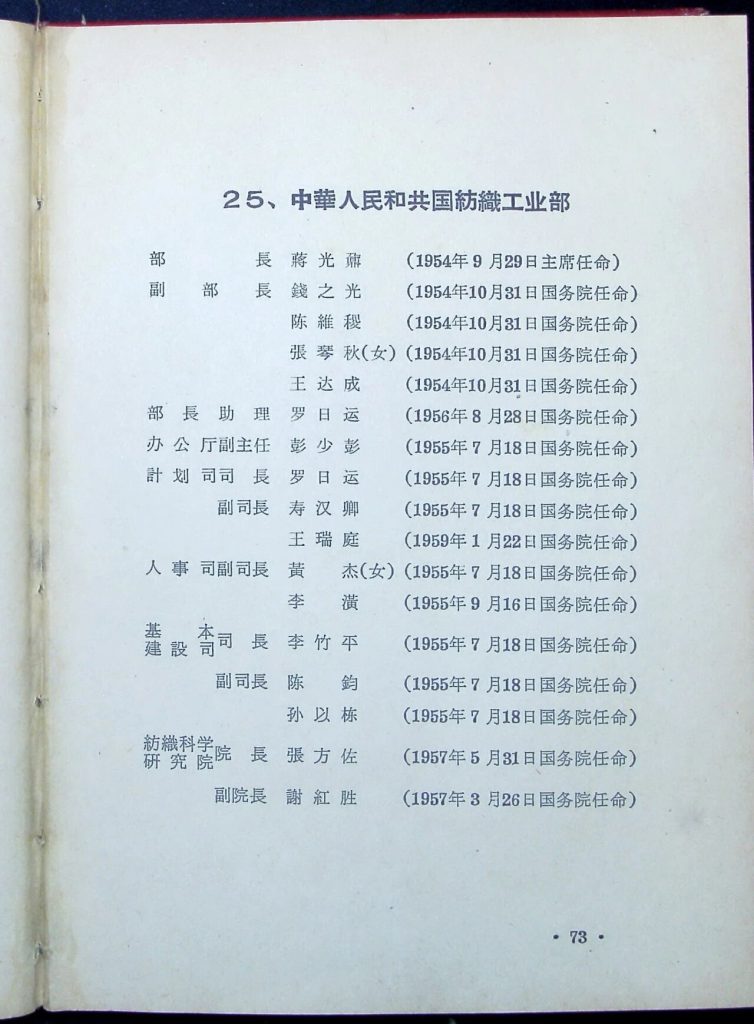 25、中華人民和共国紡織工业部
部長 蔣光鼐 (1954年9月29日主席任命)
副部長 錢之光 (1954年10月31日国务院任命)
陈維稷 (1954年10月31日国务院任命)
張琴秋(女) (1954年10月31日国务院任命)
王达成 (1954年10月31日国务院任命)
部長助理 罗日运 (1956年8月28日国务院任命)
办公厅副主任 彭少彭 (1955年7月18日国务院任命)
計划司司長 罗日运 (1955年7月18日国务院任命)
副司長 寿汉卿 (1955年7月18日国务院任命)
王瑞庭 (1959年1月22日国务院任命)
人事司副司長 黃杰(女) (1955年7月18日国务院任命)
李潢 (1955年9月16日国务院任命)
基本建設司司長 李竹平 (1955年7月18日国务院任命)
副司長 陈鈞 (1955年7月18日国务院任命)
孙以栋 (1955年7月18日国务院任命)
紡織科学研究院院長 張方佐 (1957年5月31日国务院任命)
副院長 謝紅胜 (1957年3月26日国务院任命)
• 73 •